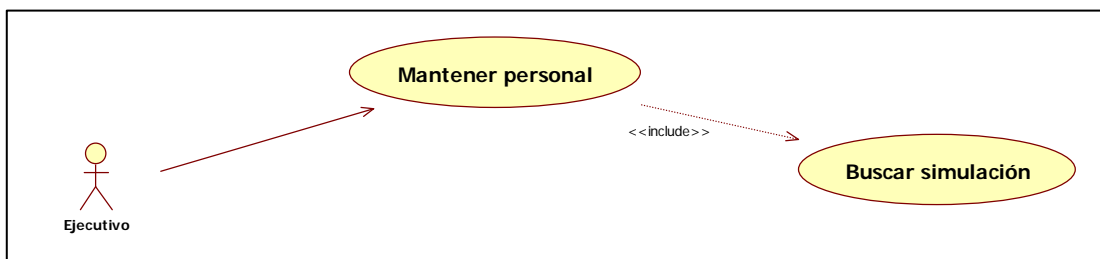 Mantener personal
<<include>>
Buscar simulación
Ejecutivo